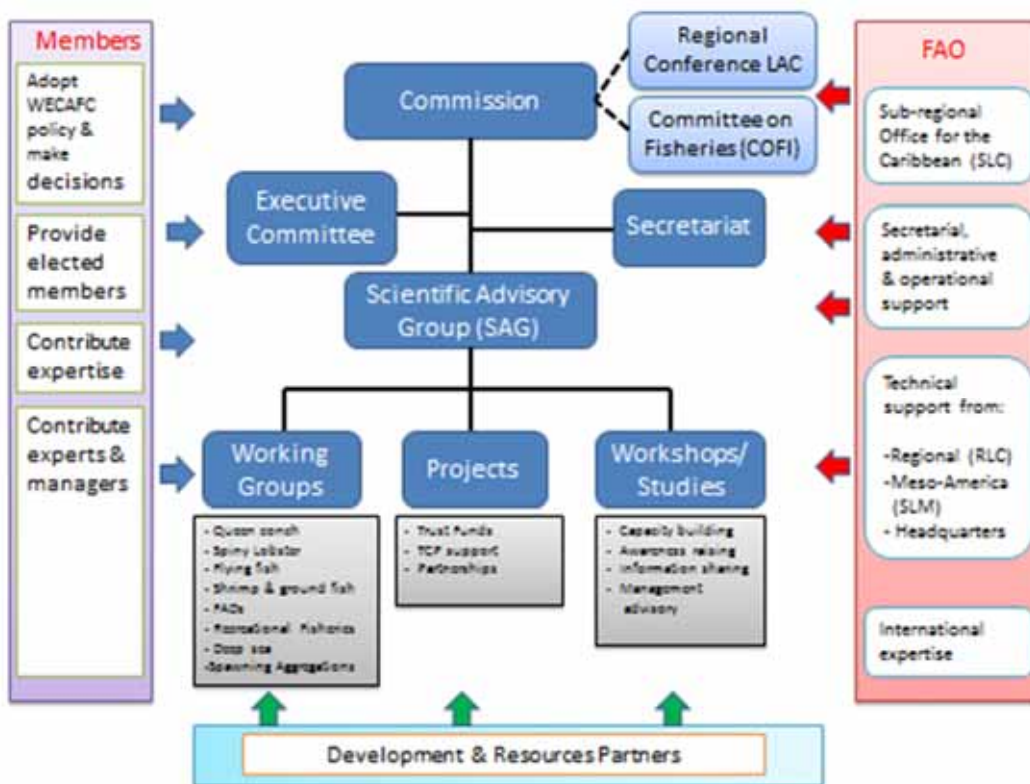 Members
Adopt
WECAFC
policy &
make
decisions
Provide
elected
members
Contribute
expertise
Contribute
experts &
managers
Commission
Regional
Conference LAC
Committee on
Fisheries (COFI)
Executive
Committee
Secretariat
Scientific Advisory
Group (SAG)
Working
Groups
- Queen conch
- Spiny Lobster
- Flying fish
- Shrimp & ground fish
- FADs
- Recreational Fisheries
- Deep sea
-Spawning Aggregations
Projects
- Trust Funds
- TCP support
- Partnerships
Workshops/
Studies
- Capacity building
- Awareness raising
- Information sharing
- Management
advisory
FAO
Sub-regional
Office for the
Caribbean (SLC)
Secretarial,
administrative
& operational
support
Technical
support from:
-Regional (RLC)
-Meso-America
(SLM)
- Headquarters
International
expertise
Development & Resources Partners